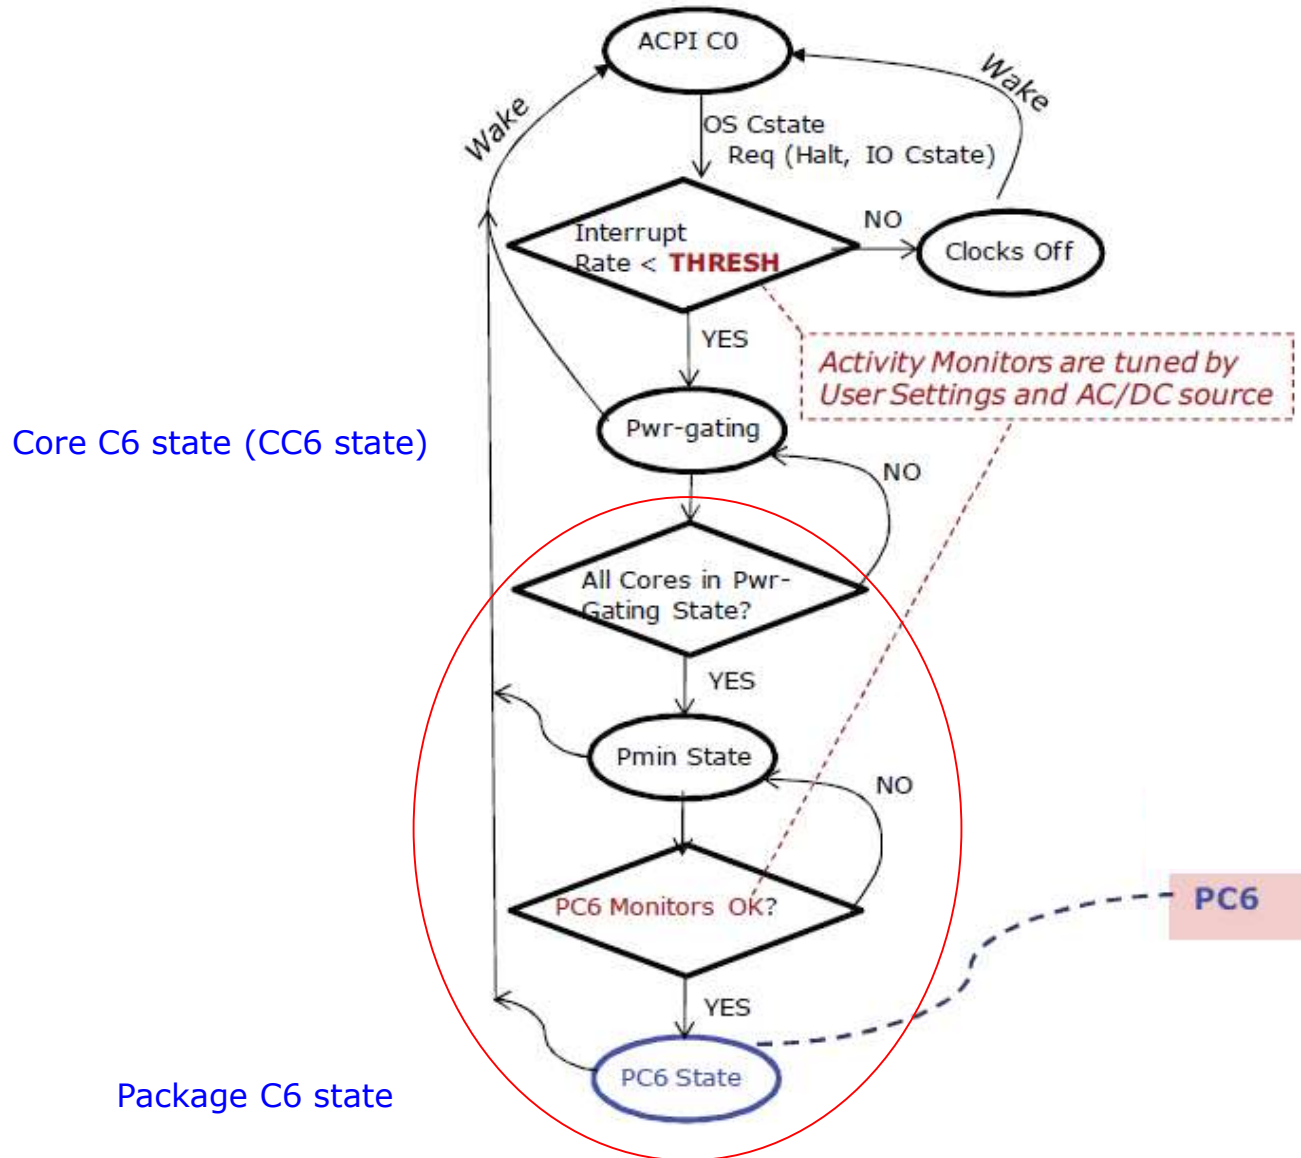 ACPI C0
Wake
Wake
OS Cstate
Req (Halt, IO Cstate)
Interrupt
Rate < THRESH
NO
Clocks Off
YES
Activity Monitors are tuned by
User Settings and AC/DC source
Core C6 state (CC6 state)
Pwr-gating
NO
All Cores in Pwr-
Gating State?
YES
Pmin State
NO
PC6 Monitors OK?
PC6
YES
PC6 State
Package C6 state